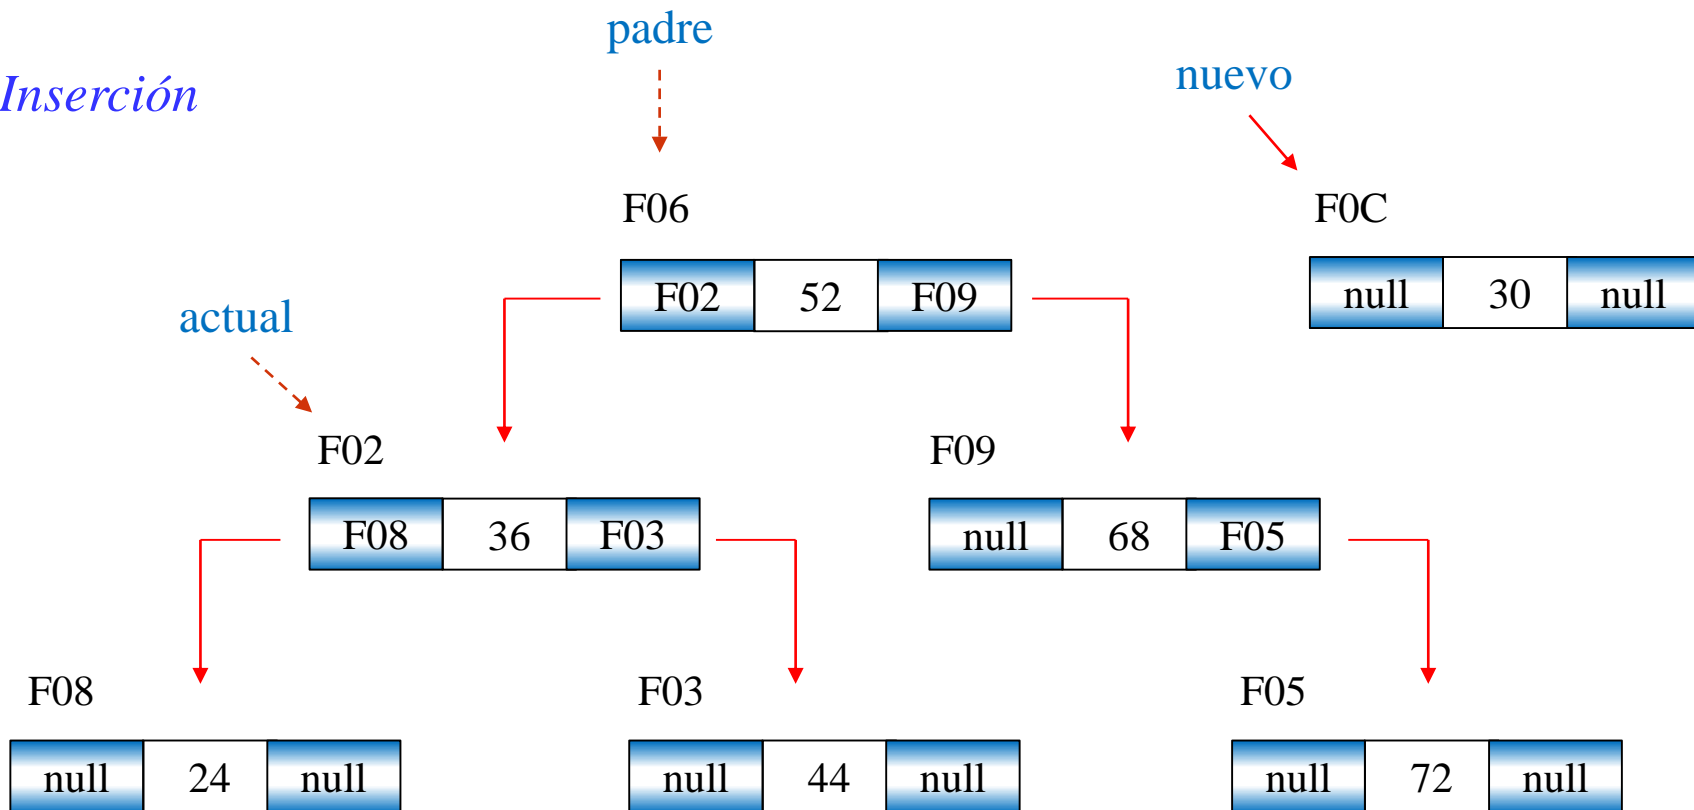 padre
nuevo
Inserción
F06
F0C
F02 52 F09
null 30 null
actual
F02
F09
F08 36 F03
null 68 F05
F08
F03
F05
null 24 null
null 44 null
null 72 null